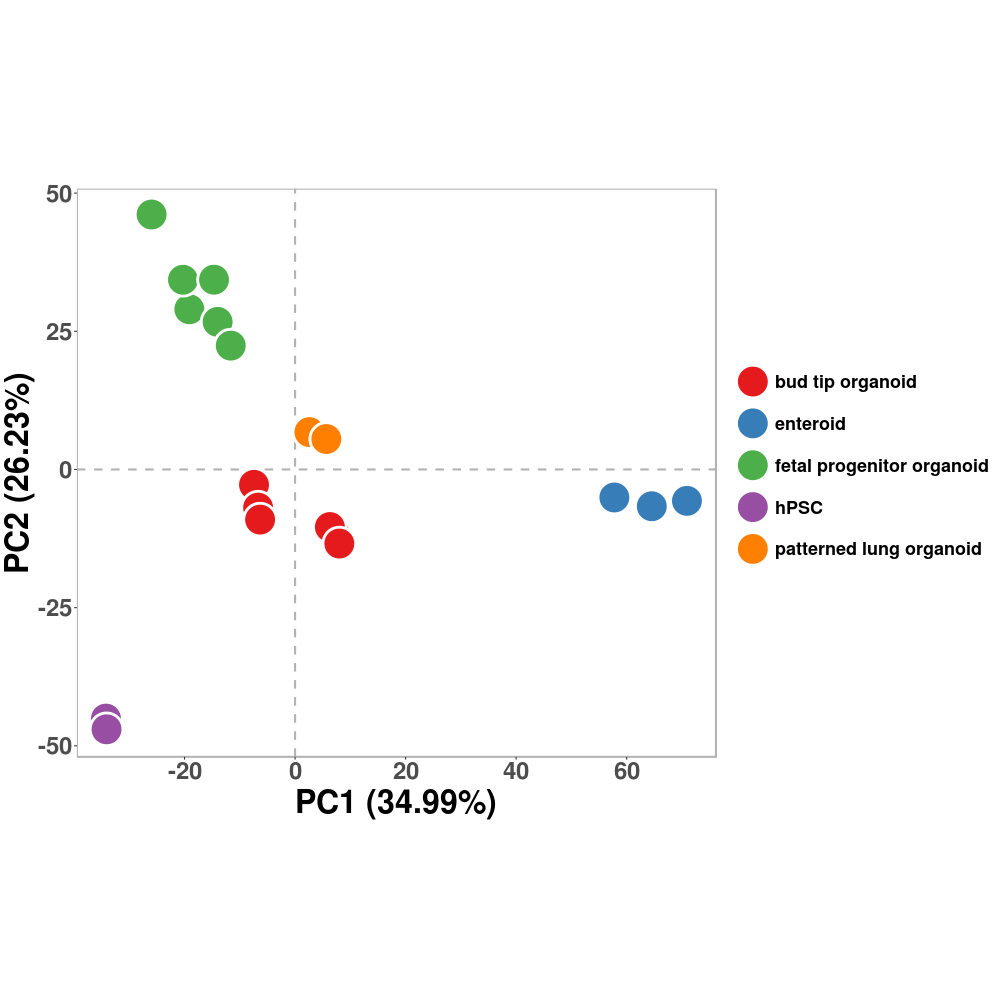 50
25
0
-25
-50
PC2 (26.23%)
-20
0
20
40
60
PC1 (34.99%)
bud tip organoid
enteroid
fetal progenitor organoid
hPSC
patterned lung organoid